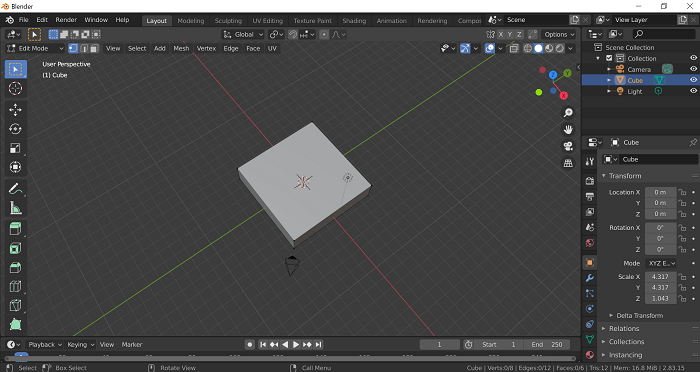 Blender
File Edit Render Window Help Layout Modeling Sculpting UV Editing Texture Paint Shading Animation Rendering Compos Scene View Layer
Global X Y Z Options
Edit Mode View Select Add Mesh Vertex Edge Face UV
User Perspective
(1) Cube
Z
Y
X
Scene Collection
Collection
Camera
Cube
Light
Cube
Cube
Transform
Location X 0 m
Y 0 m
Z 0 m
Rotation X 0°
Y 0°
Z 0°
Mode XYZ E...
Scale X 4.317
Y 4.317
Z 1.043
Delta Transform
Relations
Collections
Instancing
Playback Keying View Marker 1 Start 1 End 250
Select Box Select Rotate View Call Menu Cube | Verts:0/8 | Edges:0/12 | Faces:0/6 | Tris:12 | Mem: 16.8 MiB | 2.83.15